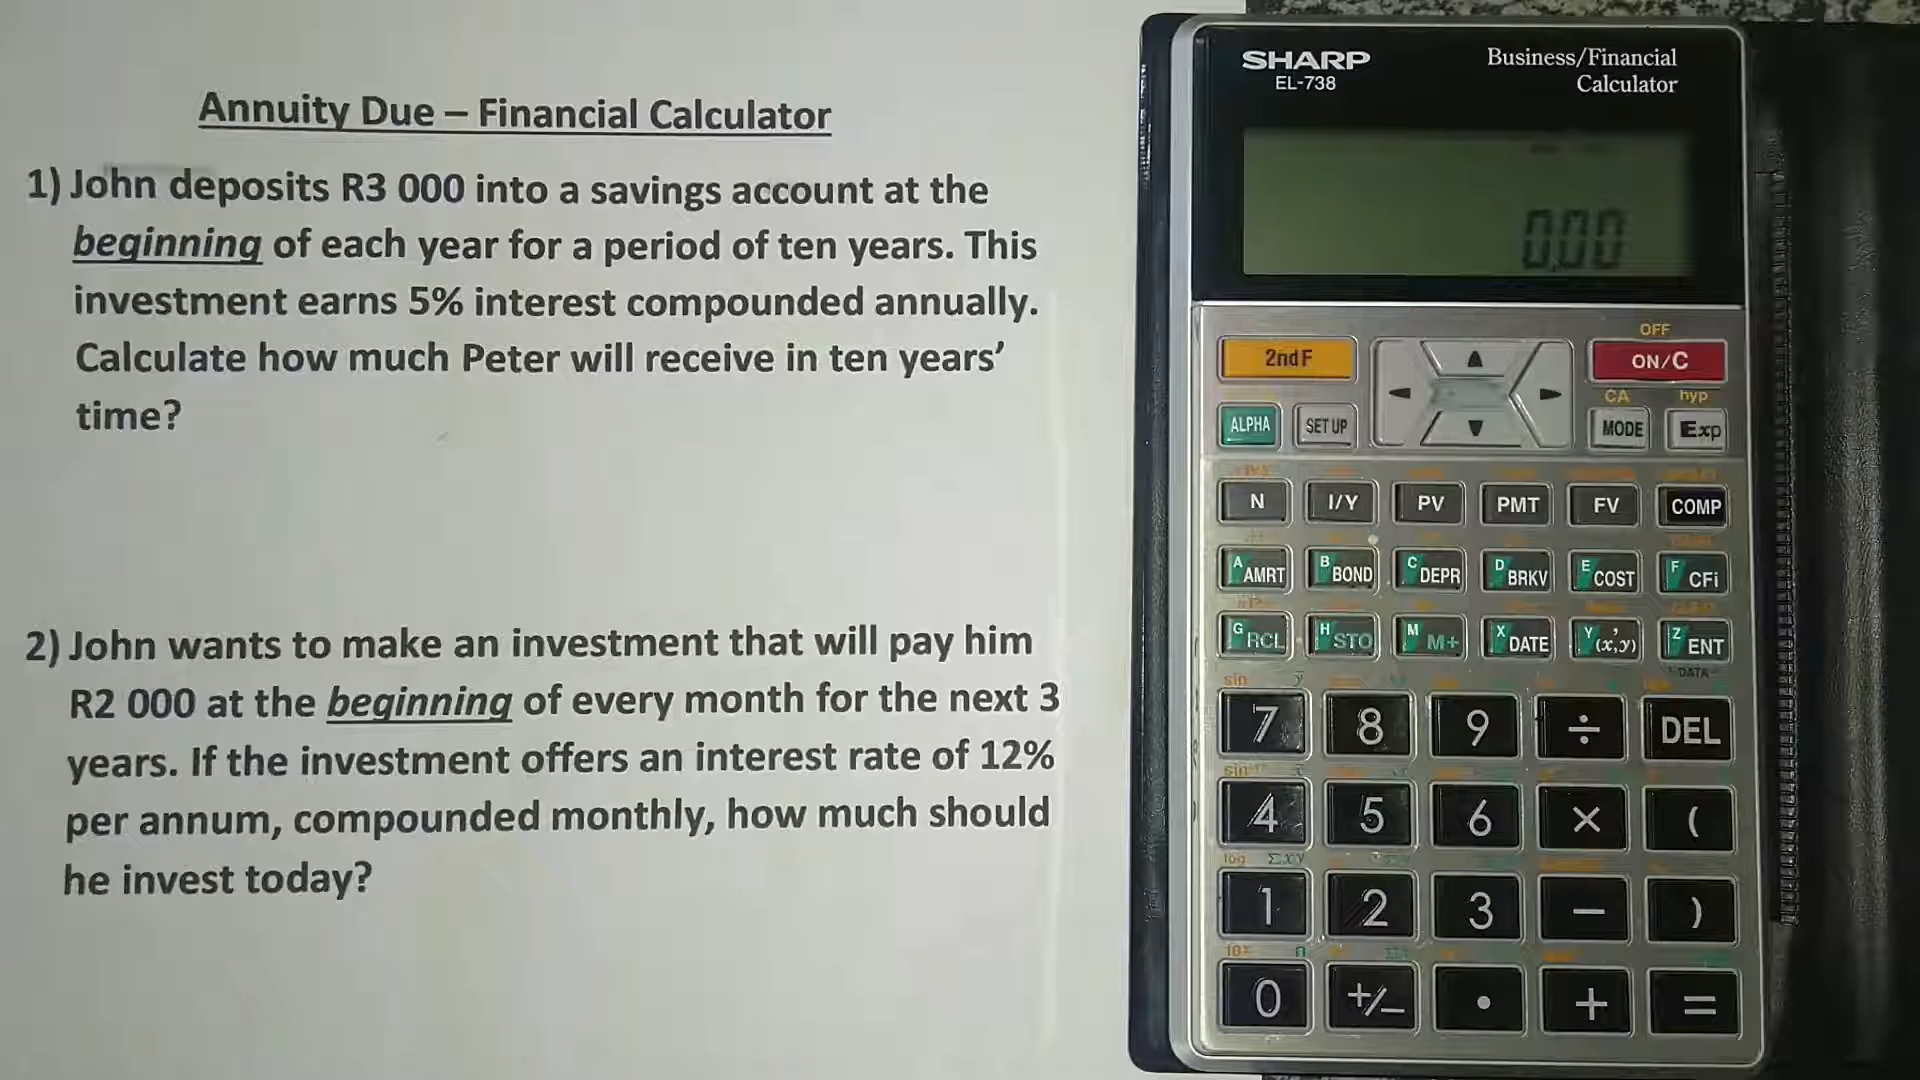 Annuity Due – Financial Calculator
1) John deposits R3 000 into a savings account at the
beginning of each year for a period of ten years. This
investment earns 5% interest compounded annually.
Calculate how much Peter will receive in ten years’
time?
2) John wants to make an investment that will pay him
R2 000 at the beginning of every month for the next 3
years. If the investment offers an interest rate of 12%
per annum, compounded monthly, how much should
he invest today?
SHARP
EL-738
Business/Financial
Calculator
0.00
OFF
2ndF
ON/C
CA hyp
ALPHA SET UP MODE Exp
N I/Y PV PMT FV COMP
A AMRT B BOND C DEPR D BRKV E COST F CFi
G RCL H STO M M+ X DATE Y (x,y) Z ENT
sin y
DATA
7 8 9 ÷ DEL
4 5 6 × (
log Σxy
1 2 3 − )
0 +/− • + =